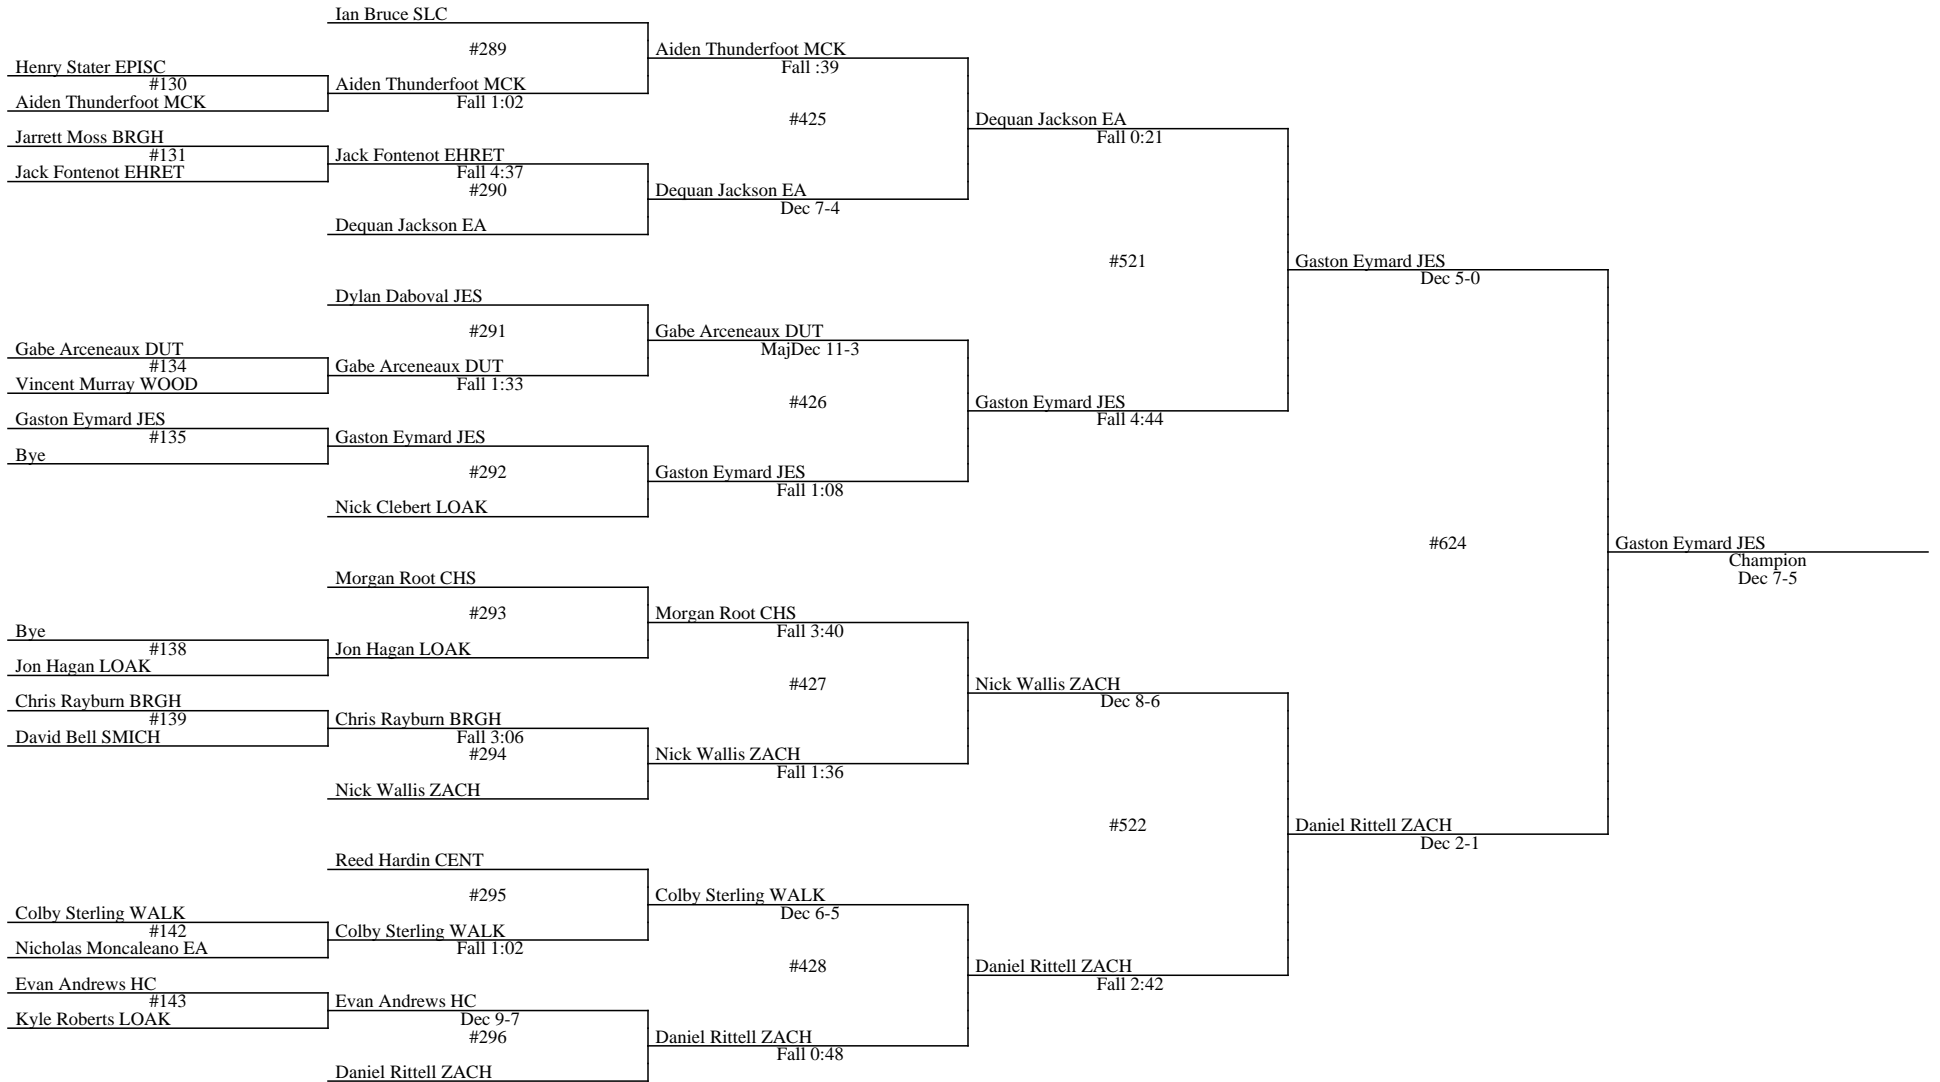 Ian Bruce SLC
#289
Aiden Thunderfoot MCK
Fall :39
Henry Stater EPISC
#130
Aiden Thunderfoot MCK
Aiden Thunderfoot MCK
Fall 1:02
#425
Dequan Jackson EA
Fall 0:21
Jarrett Moss BRGH
#131
Jack Fontenot EHRET
Jack Fontenot EHRET
Fall 4:37
#290
Dequan Jackson EA
Dec 7-4
Dequan Jackson EA
#521
Gaston Eymard JES
Dec 5-0
Dylan Daboval JES
#291
Gabe Arceneaux DUT
MajDec 11-3
Gabe Arceneaux DUT
#134
Vincent Murray WOOD
Gabe Arceneaux DUT
Fall 1:33
#426
Gaston Eymard JES
Fall 4:44
Gaston Eymard JES
#135
Bye
Gaston Eymard JES
#292
Gaston Eymard JES
Fall 1:08
Nick Clebert LOAK
#624
Gaston Eymard JES
Champion
Dec 7-5
Morgan Root CHS
#293
Morgan Root CHS
Fall 3:40
Bye
#138
Jon Hagan LOAK
Jon Hagan LOAK
#427
Nick Wallis ZACH
Dec 8-6
Chris Rayburn BRGH
#139
David Bell SMICH
Chris Rayburn BRGH
Fall 3:06
#294
Nick Wallis ZACH
Fall 1:36
Nick Wallis ZACH
#522
Daniel Rittell ZACH
Dec 2-1
Reed Hardin CENT
#295
Colby Sterling WALK
Dec 6-5
Colby Sterling WALK
#142
Nicholas Moncaleano EA
Colby Sterling WALK
Fall 1:02
#428
Daniel Rittell ZACH
Fall 2:42
Evan Andrews HC
#143
Kyle Roberts LOAK
Evan Andrews HC
Dec 9-7
#296
Daniel Rittell ZACH
Fall 0:48
Daniel Rittell ZACH